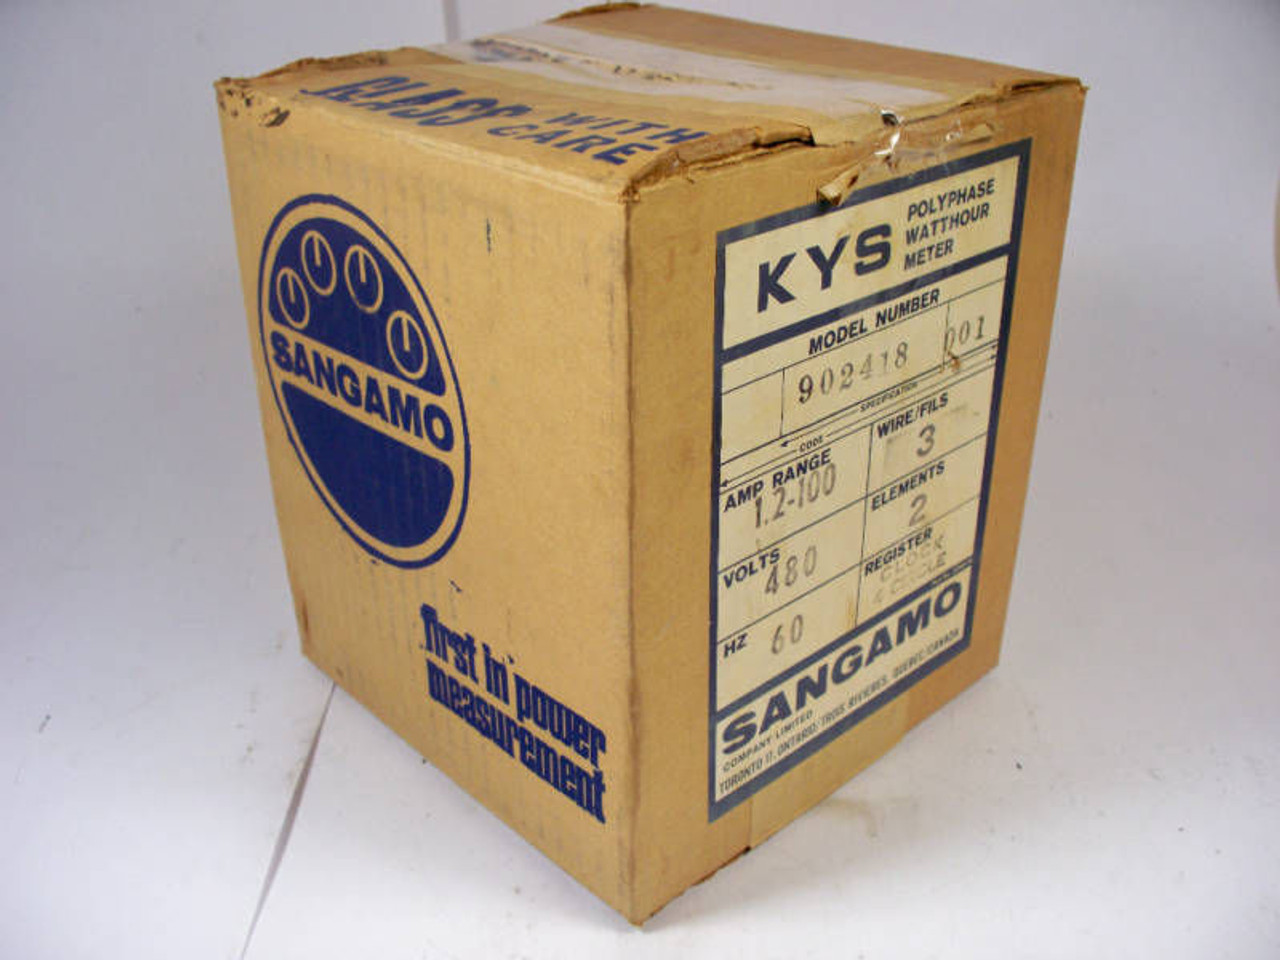 GLASS WITH
CARE
SANGAMO
first in power
measurement
KYS
POLYPHASE
WATTHOUR
METER
MODEL NUMBER
902418 001
SPECIFICATION
CODE
AMP RANGE
1.2-100
WIRE/FILS
3
VOLTS
480
ELEMENTS
2
HZ 60
REGISTER
CLOCK
4 CIRCLE
SANGAMO
COMPANY LIMITED
TORONTO 17, ONTARIO/TROIS RIVIERES, QUEBEC/CANADA